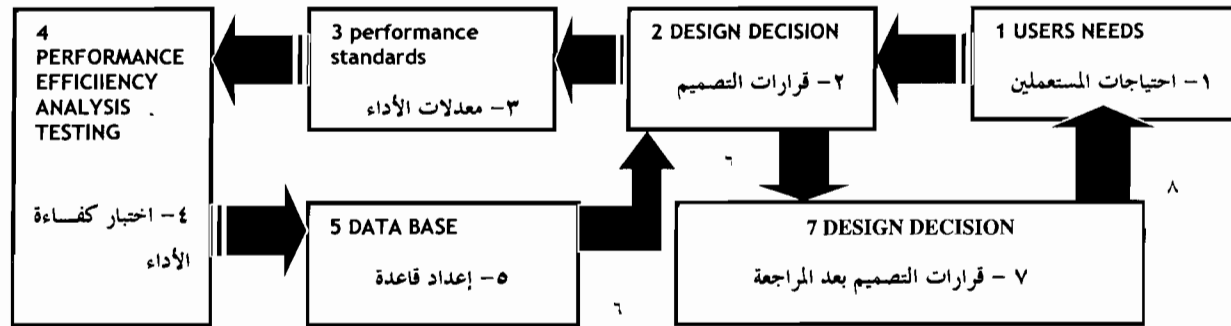 1 USERS NEEDS
١- احتياجات المستعملين
2 DESIGN DECISION
٢- قرارات التصميم
3 performance
standards
٣- معدلات الأداء
4
PERFORMANCE
EFFICIIENCY
ANALYSIS
TESTING
٤- اختبار كفـــاءة
الأداء
5 DATA BASE
٥- إعداد قاعدة
٦
٦
7 DESIGN DECISION
٧ - قرارات التصميم بعد المراجعة
٨